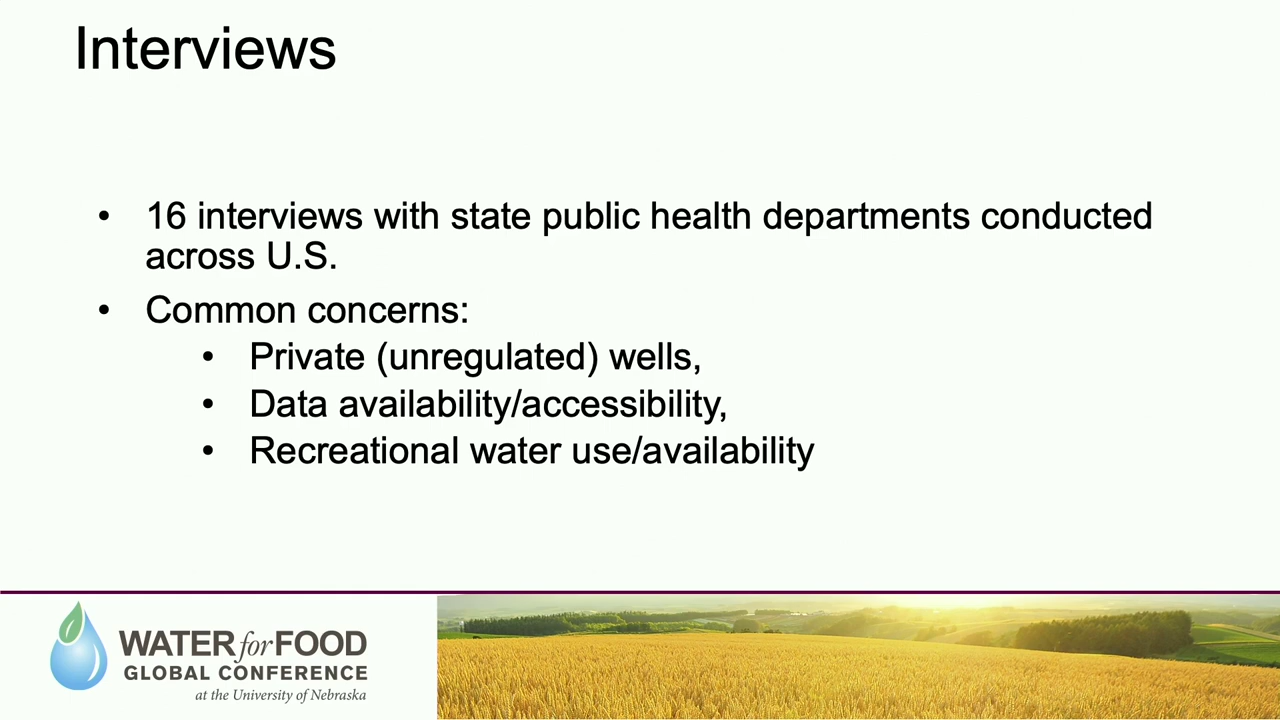 Interviews
• 16 interviews with state public health departments conducted
across U.S.
• Common concerns:
• Private (unregulated) wells,
• Data availability/accessibility,
• Recreational water use/availability
WATER for FOOD
GLOBAL CONFERENCE
at the University of Nebraska